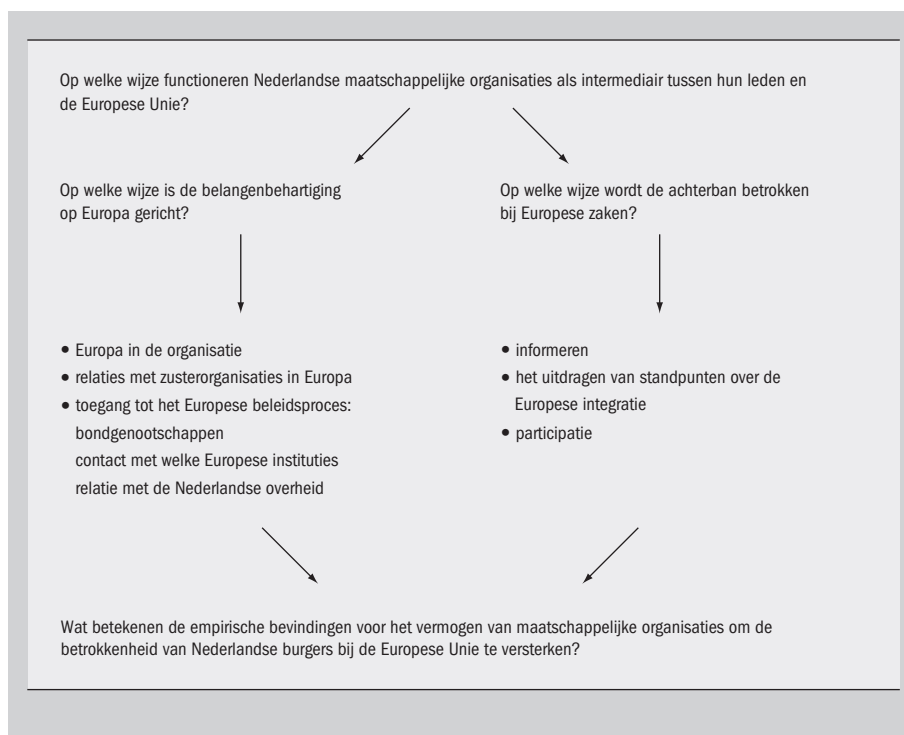 Op welke wijze functioneren Nederlandse maatschappelijke organisaties als intermediair tussen hun leden en
de Europese Unie?
Op welke wijze is de belangenbehartiging
op Europa gericht?
Op welke wijze wordt de achterban betrokken
bij Europese zaken?
• Europa in de organisatie
• relaties met zusterorganisaties in Europa
• toegang tot het Europese beleidsproces:
bondgenootschappen
contact met welke Europese instituties
relatie met de Nederlandse overheid
• informeren
• het uitdragen van standpunten over de
Europese integratie
• participatie
Wat betekenen de empirische bevindingen voor het vermogen van maatschappelijke organisaties om de
betrokkenheid van Nederlandse burgers bij de Europese Unie te versterken?